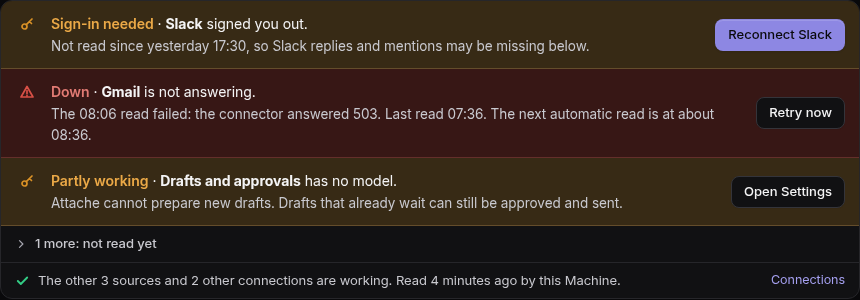 Sign-in needed · Slack signed you out.
Not read since yesterday 17:30, so Slack replies and mentions may be missing below.
Reconnect Slack
Down · Gmail is not answering.
The 08:06 read failed: the connector answered 503. Last read 07:36. The next automatic read is at about
08:36.
Retry now
Partly working · Drafts and approvals has no model.
Attache cannot prepare new drafts. Drafts that already wait can still be approved and sent.
Open Settings
1 more: not read yet
The other 3 sources and 2 other connections are working. Read 4 minutes ago by this Machine.
Connections